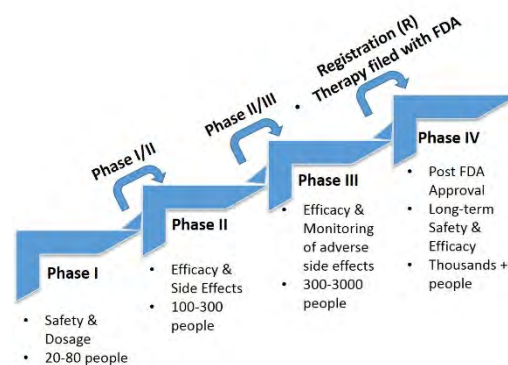 Phase I/II
Phase II/III
• Registration (R)
Therapy filed with FDA
Phase I
• Safety &
Dosage
• 20-80 people
Phase II
• Efficacy &
Side Effects
• 100-300
people
Phase III
• Efficacy &
Monitoring
of adverse
side effects
• 300-3000
people
Phase IV
• Post FDA
Approval
• Long-term
Safety &
Efficacy
• Thousands +
people